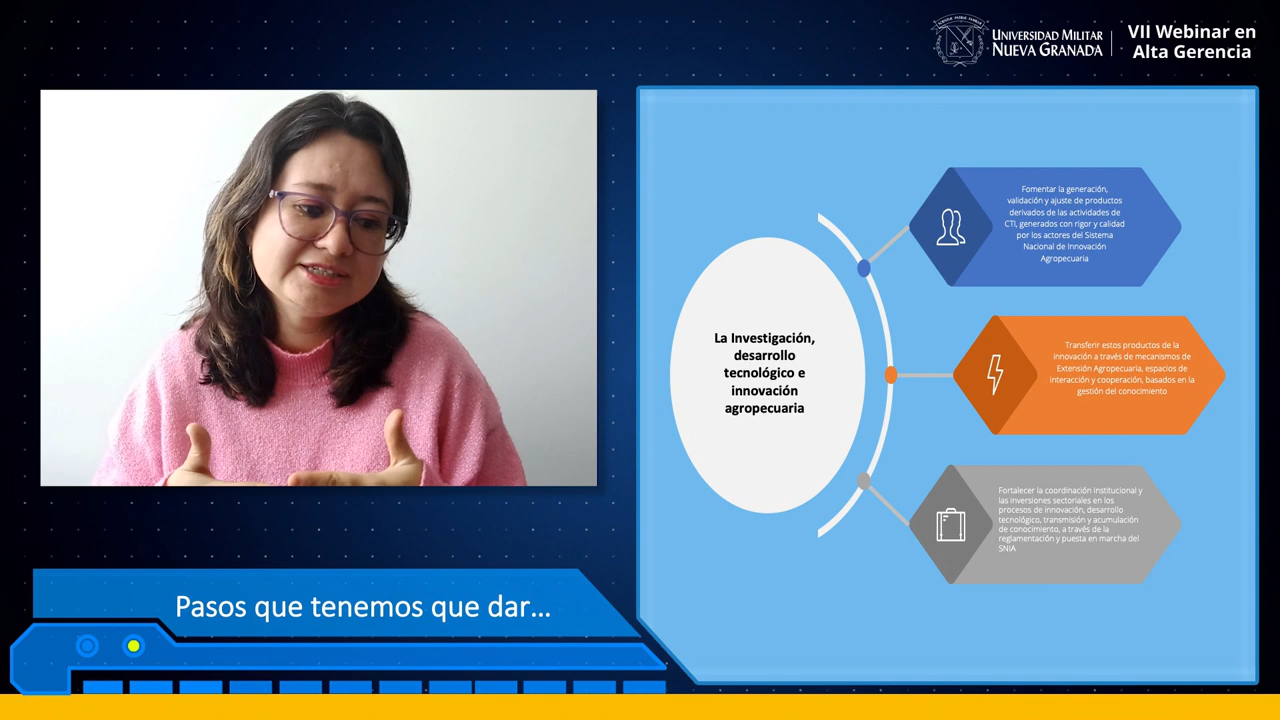 UNIVERSIDAD MILITAR
NUEVA GRANADA
VII Webinar en
Alta Gerencia
La Investigación,
desarrollo
tecnológico e
innovación
agropecuaria
Fomentar la generación,
validación y ajuste de productos
derivados de las actividades de
CTI, generados con rigor y calidad
por los actores del Sistema
Nacional de Innovación
Agropecuaria
Transferir estos productos de la
innovación a través de mecanismos de
Extensión Agropecuaria, espacios de
interacción y cooperación, basados en la
gestión del conocimiento
Fortalecer la coordinación institucional y
las inversiones sectoriales en los
procesos de innovación, desarrollo
tecnológico, transmisión y acumulación
de conocimiento, a través de la
reglamentación y puesta en marcha del
SNIA
Pasos que tenemos que dar...